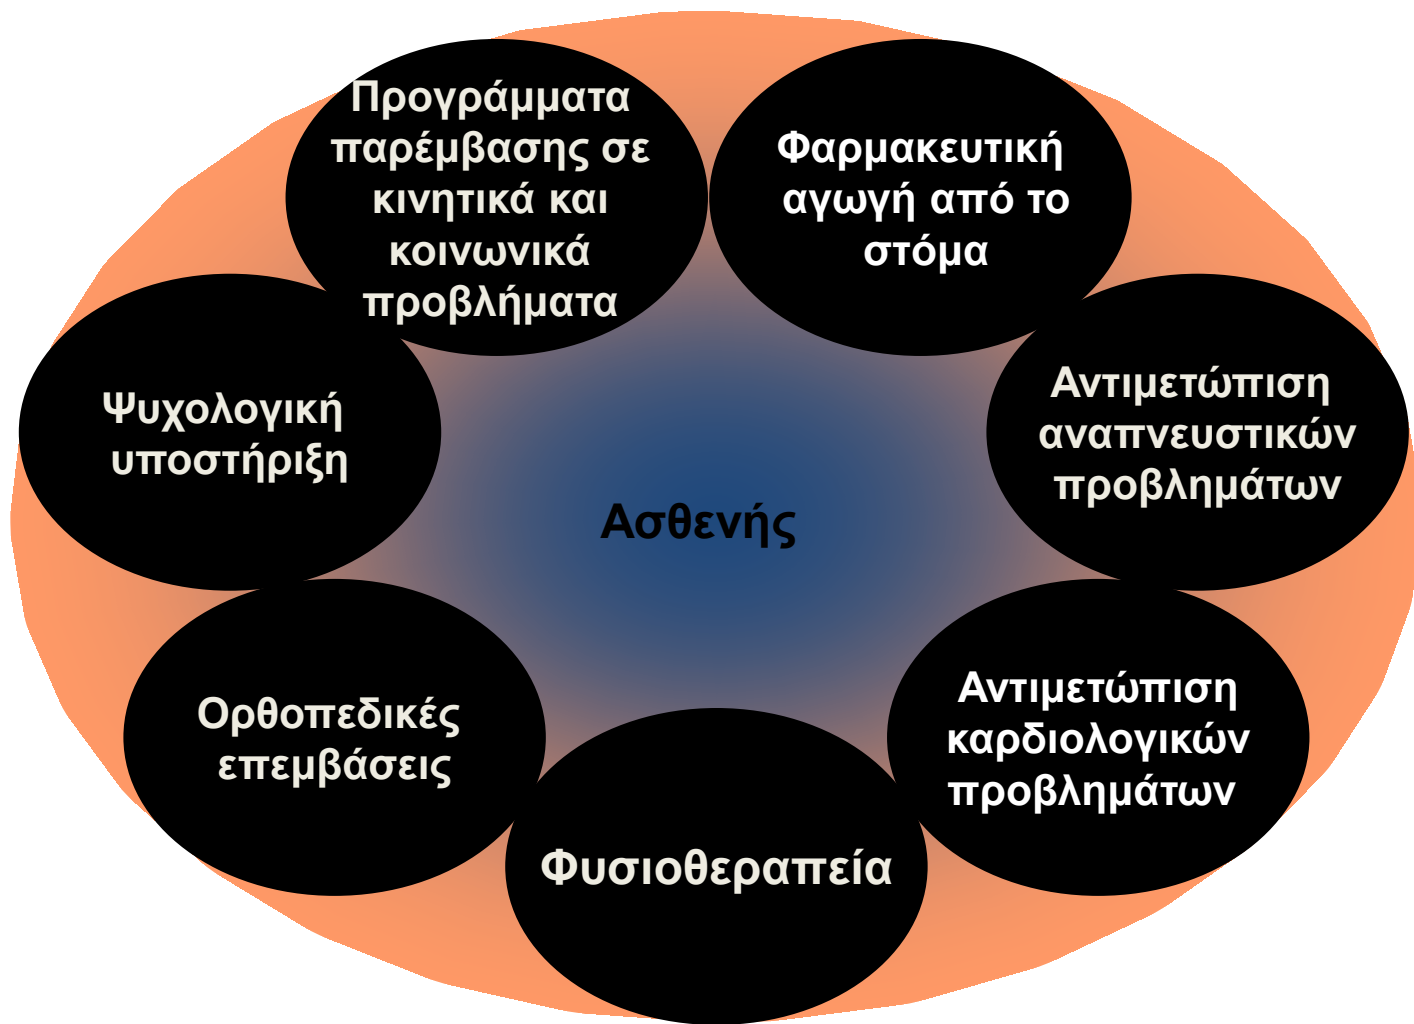 Προγράμματα
παρέμβασης σε
κινητικά και
κοινωνικά
προβλήματα
Φαρμακευτική
αγωγή από το
στόμα
Ψυχολογική
υποστήριξη
Αντιμετώπιση
αναπνευστικών
προβλημάτων
Ασθενής
Ορθοπεδικές
επεμβάσεις
Αντιμετώπιση
καρδιολογικών
προβλημάτων
Φυσιοθεραπεία